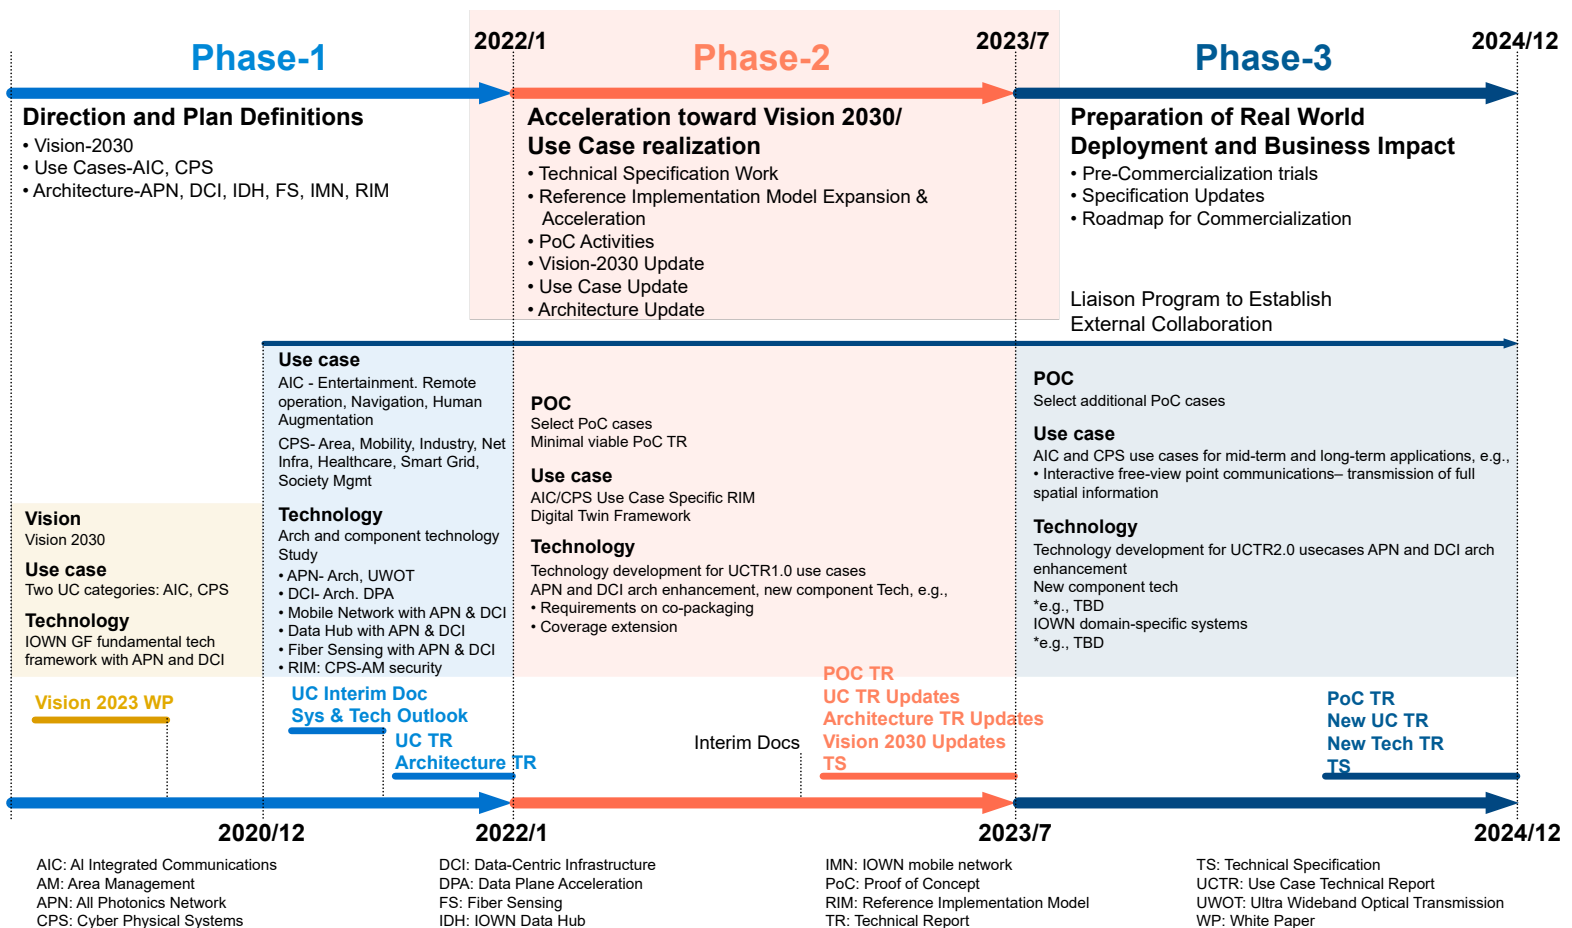 Phase-1
2022/1
Phase-2
2023/7
Phase-3
2024/12
Direction and Plan Definitions
• Vision-2030
• Use Cases-AIC, CPS
• Architecture-APN, DCI, IDH, FS, IMN, RIM
Acceleration toward Vision 2030/
Use Case realization
• Technical Specification Work
• Reference Implementation Model Expansion &
Acceleration
• PoC Activities
• Vision-2030 Update
• Use Case Update
• Architecture Update
Preparation of Real World
Deployment and Business Impact
• Pre-Commercialization trials
• Specification Updates
• Roadmap for Commercialization
Liaison Program to Establish
External Collaboration
Vision
Vision 2030
Use case
Two UC categories: AIC, CPS
Technology
IOWN GF fundamental tech
framework with APN and DCI
Use case
AIC - Entertainment. Remote
operation, Navigation, Human
Augmentation
CPS- Area, Mobility, Industry, Net
Infra, Healthcare, Smart Grid,
Society Mgmt
Technology
Arch and component technology
Study
• APN- Arch, UWOT
• DCI- Arch. DPA
• Mobile Network with APN & DCI
• Data Hub with APN & DCI
• Fiber Sensing with APN & DCI
• RIM: CPS-AM security
POC
Select PoC cases
Minimal viable PoC TR
Use case
AIC/CPS Use Case Specific RIM
Digital Twin Framework
Technology
Technology development for UCTR1.0 use cases
APN and DCI arch enhancement, new component Tech, e.g.,
• Requirements on co-packaging
• Coverage extension
POC
Select additional PoC cases
Use case
AIC and CPS use cases for mid-term and long-term applications, e.g.,
• Interactive free-view point communications– transmission of full
spatial information
Technology
Technology development for UCTR2.0 usecases APN and DCI arch
enhancement
New component tech
*e.g., TBD
IOWN domain-specific systems
*e.g., TBD
Vision 2023 WP
UC Interim Doc
Sys & Tech Outlook
UC TR
Architecture TR
Interim Docs
POC TR
UC TR Updates
Architecture TR Updates
Vision 2030 Updates
TS
PoC TR
New UC TR
New Tech TR
TS
2020/12
2022/1
2023/7
2024/12
AIC: AI Integrated Communications
AM: Area Management
APN: All Photonics Network
CPS: Cyber Physical Systems
DCI: Data-Centric Infrastructure
DPA: Data Plane Acceleration
FS: Fiber Sensing
IDH: IOWN Data Hub
IMN: IOWN mobile network
PoC: Proof of Concept
RIM: Reference Implementation Model
TR: Technical Report
TS: Technical Specification
UCTR: Use Case Technical Report
UWOT: Ultra Wideband Optical Transmission
WP: White Paper